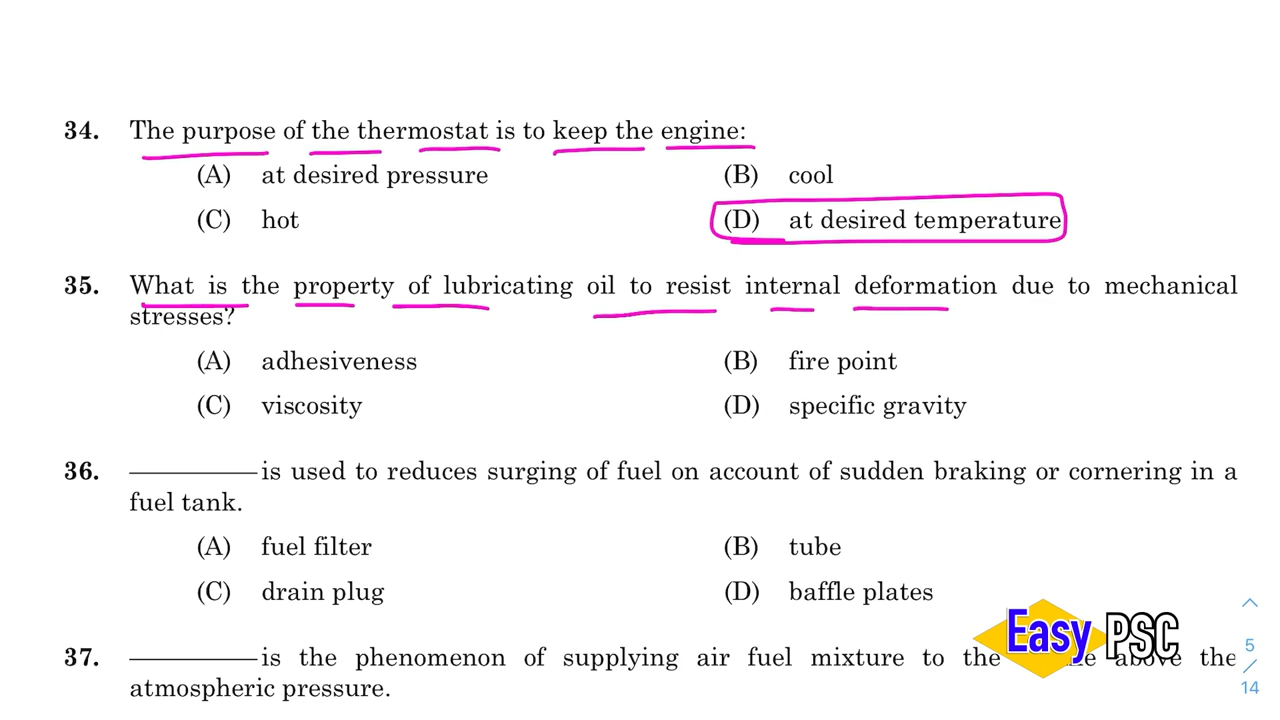 34. The purpose of the thermostat is to keep the engine:
(A) at desired pressure (B) cool
(C) hot (D) at desired temperature
35. What is the property of lubricating oil to resist internal deformation due to mechanical
stresses?
(A) adhesiveness (B) fire point
(C) viscosity (D) specific gravity
36. ________ is used to reduces surging of fuel on account of sudden braking or cornering in a
fuel tank.
(A) fuel filter (B) tube
(C) drain plug (D) baffle plates
Easy PSC
37. ________ is the phenomenon of supplying air fuel mixture to the above the
atmospheric pressure.
5
/
14